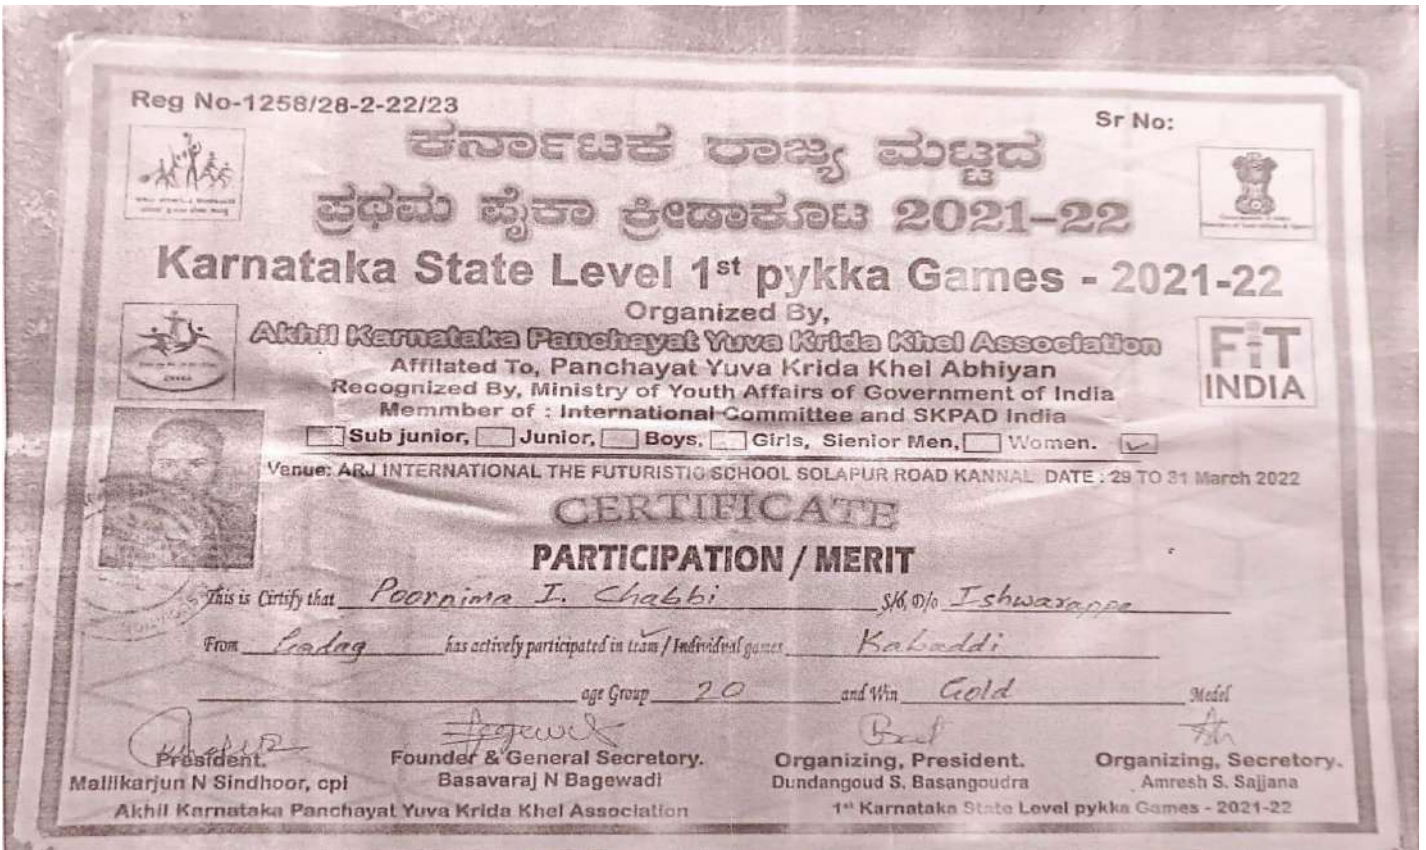 Reg No-1258/28-2-22/23
Sr No:
ಕರ್ನಾಟಕ ರಾಜ್ಯ ಮಟ್ಟದ
ಪ್ರಥಮ ಪೈಕಾ ಕ್ರೀಡಾಕೂಟ 2021-22
Karnataka State Level 1st pykka Games - 2021-22
Organized By,
Akhil Karnataka Panchayat Yuva Krida Khel Association
Affilated To, Panchayat Yuva Krida Khel Abhiyan
Recognized By, Ministry of Youth Affairs of Government of India
Memmber of : International Committee and SKPAD India
FiT
INDIA
Sub junior, Junior, Boys, Girls, Sienior Men, Women.
Venue: ARJ INTERNATIONAL THE FUTURISTIC SCHOOL SOLAPUR ROAD KANNAL DATE : 29 TO 31 March 2022
CERTIFICATE
PARTICIPATION / MERIT
This is Cirtify that Poornima I. Chabbi S/o, D/o Ishwarappa
From Gadag has actively participated in team / Individual games Kabaddi
age Group 20 and Win Gold Medel
President. Founder & General Secretary. Organizing, President. Organizing, Secretary.
Mallikarjun N Sindhoor, cpi Basavaraj N Bagewadi Dundangoud S. Basangoudra Amresh S. Sajjana
Akhil Karnataka Panchayat Yuva Krida Khel Association 1st Karnataka State Level pykka Games - 2021-22